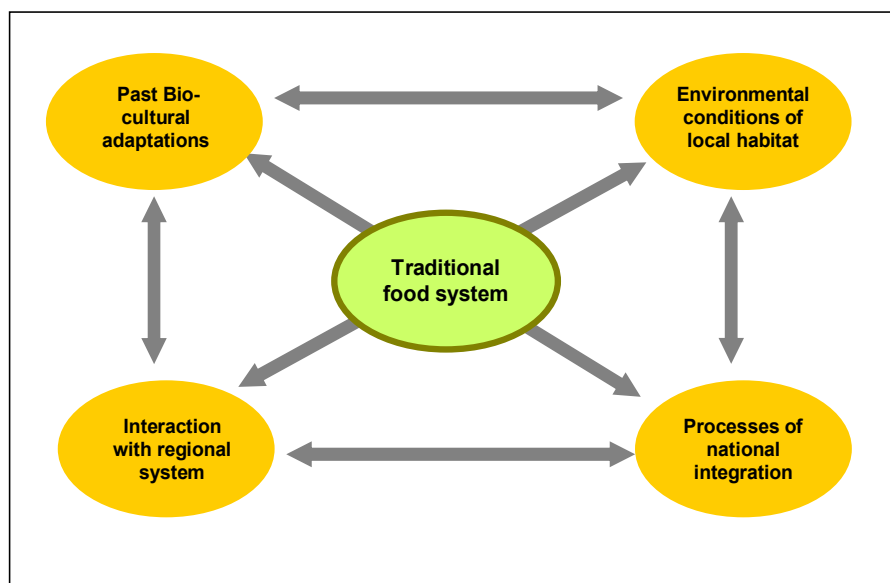 Past Bio-
cultural
adaptations
Environmental
conditions of
local habitat
Traditional
food system
Interaction
with regional
system
Processes of
national
integration